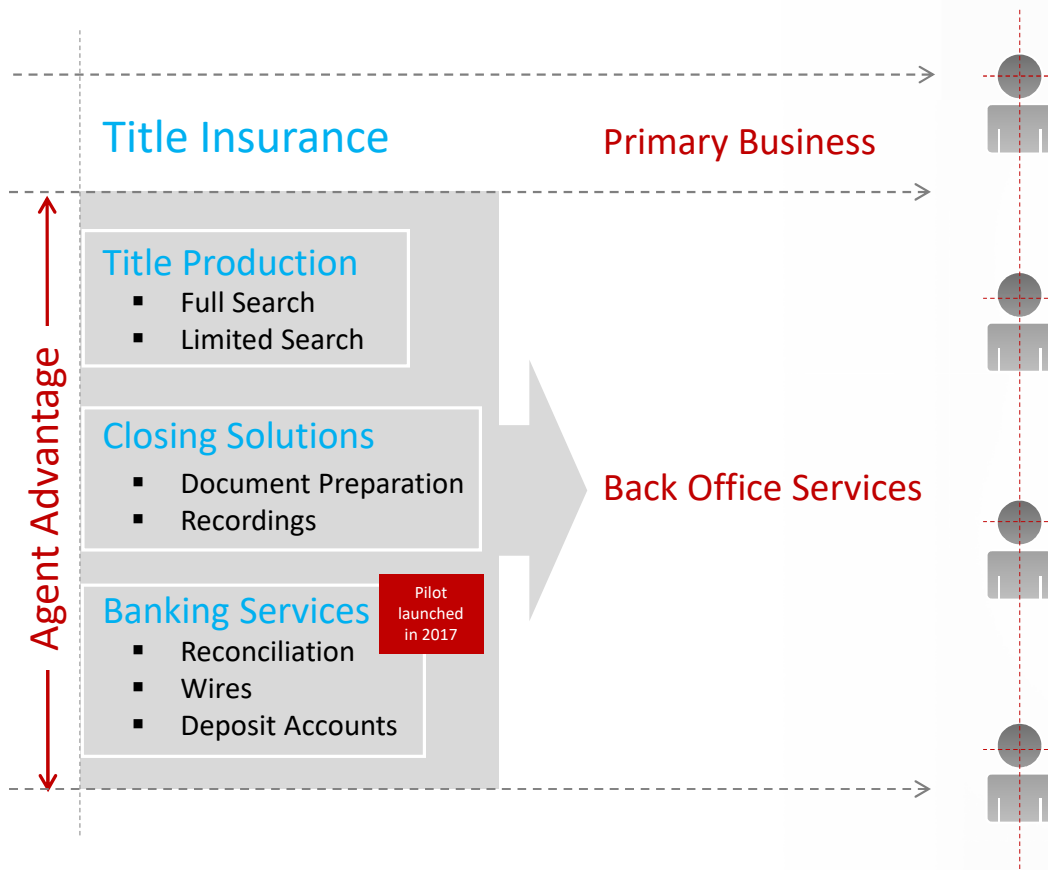 Title Insurance
Primary Business
Agent Advantage
Title Production
▪ Full Search
▪ Limited Search
Closing Solutions
▪ Document Preparation
▪ Recordings
Back Office Services
Banking Services
Pilot
launched
in 2017
▪ Reconciliation
▪ Wires
▪ Deposit Accounts